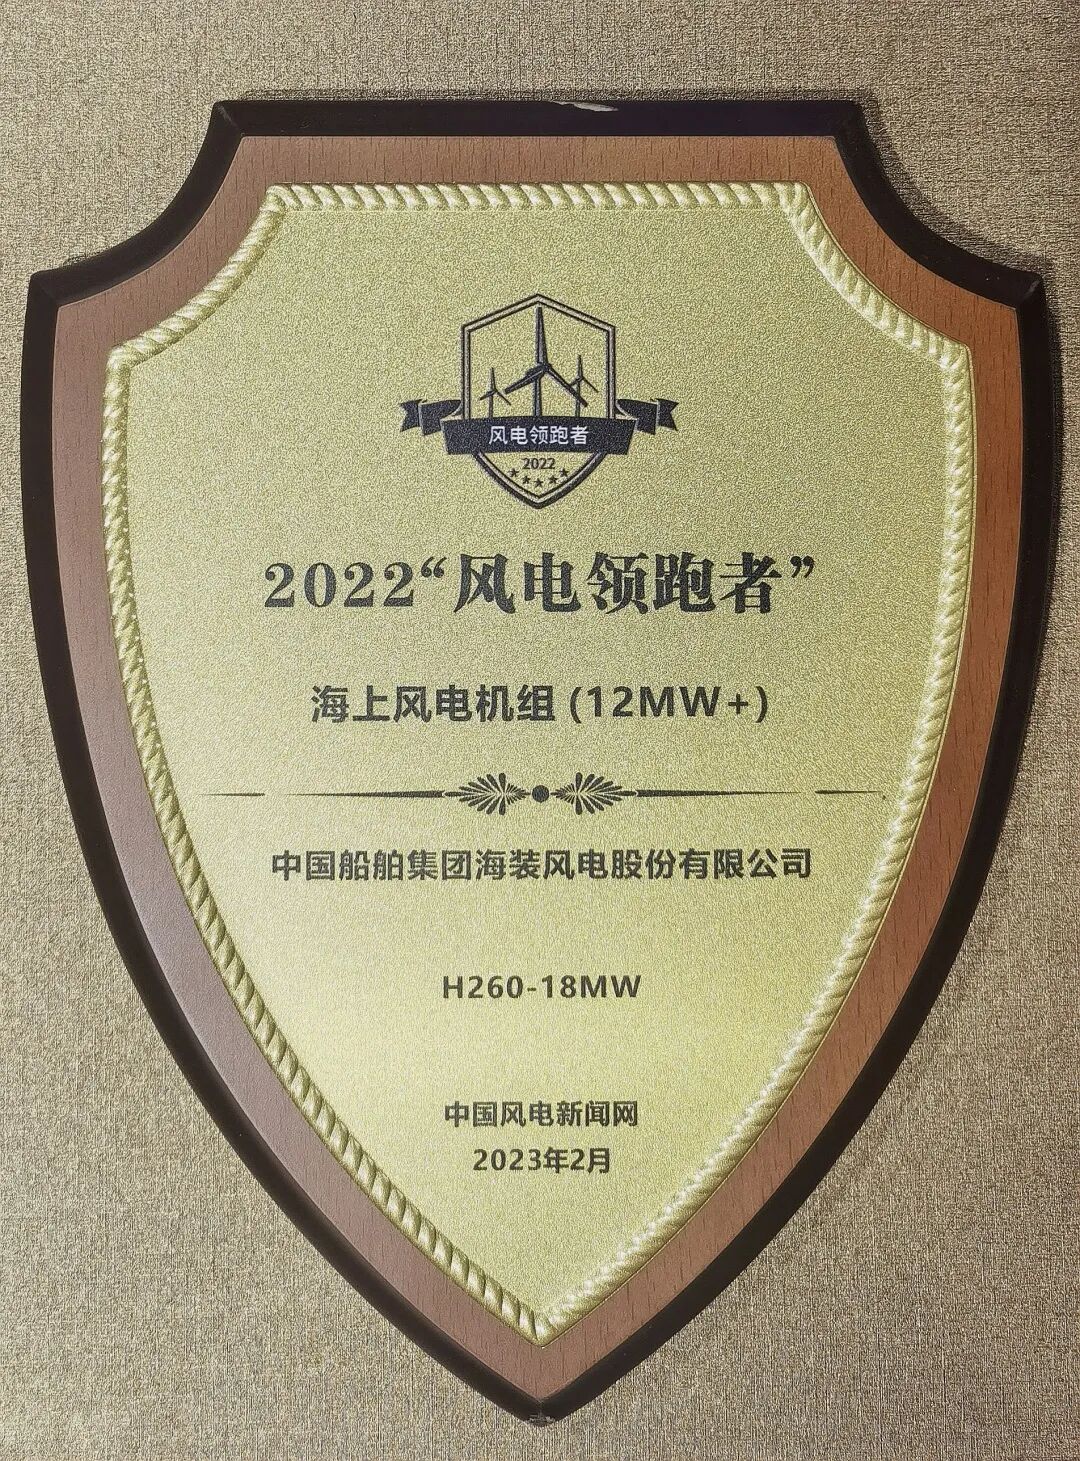 风电领跑者
2022
2022“风电领跑者”
海上风电机组 (12MW+)
中国船舶集团海装风电股份有限公司
H260-18MW
中国风电新闻网
2023年2月